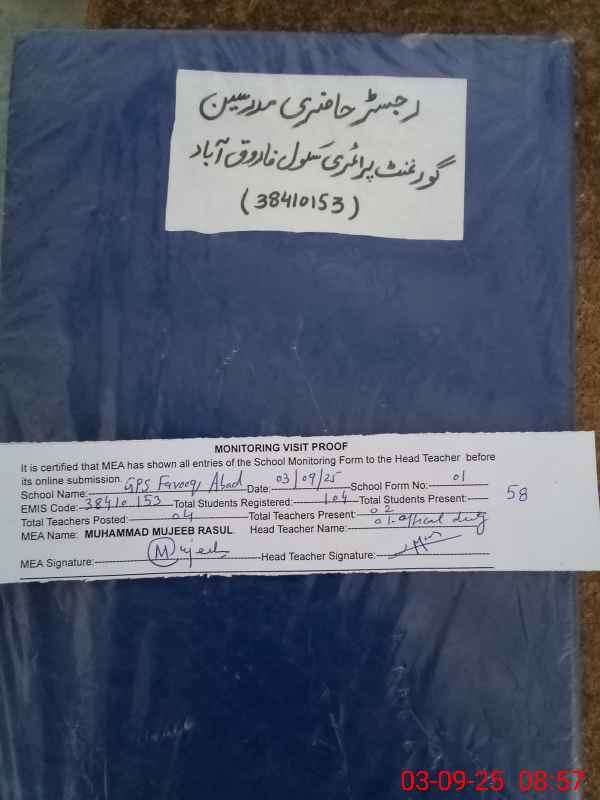 رجسٹر حاضری مدرسین
گورنمنٹ پرائمری سکول فاروق آباد
(38410153)
MONITORING VISIT PROOF
It is certified that MEA has shown all entries of the School Monitoring Form to the Head Teacher before
its online submission.
School Name: GPS Farooq Abad Date: 03/09/25 School Form No: 01
EMIS Code: 38410153 Total Students Registered: 104 Total Students Present: 58
Total Teachers Posted: 04 Total Teachers Present: 02
MEA Name: MUHAMMAD MUJEEB RASUL. Head Teacher Name: 01-offical duty
MEA Signature: Mujeeb Head Teacher Signature:
03-09-25 08:57